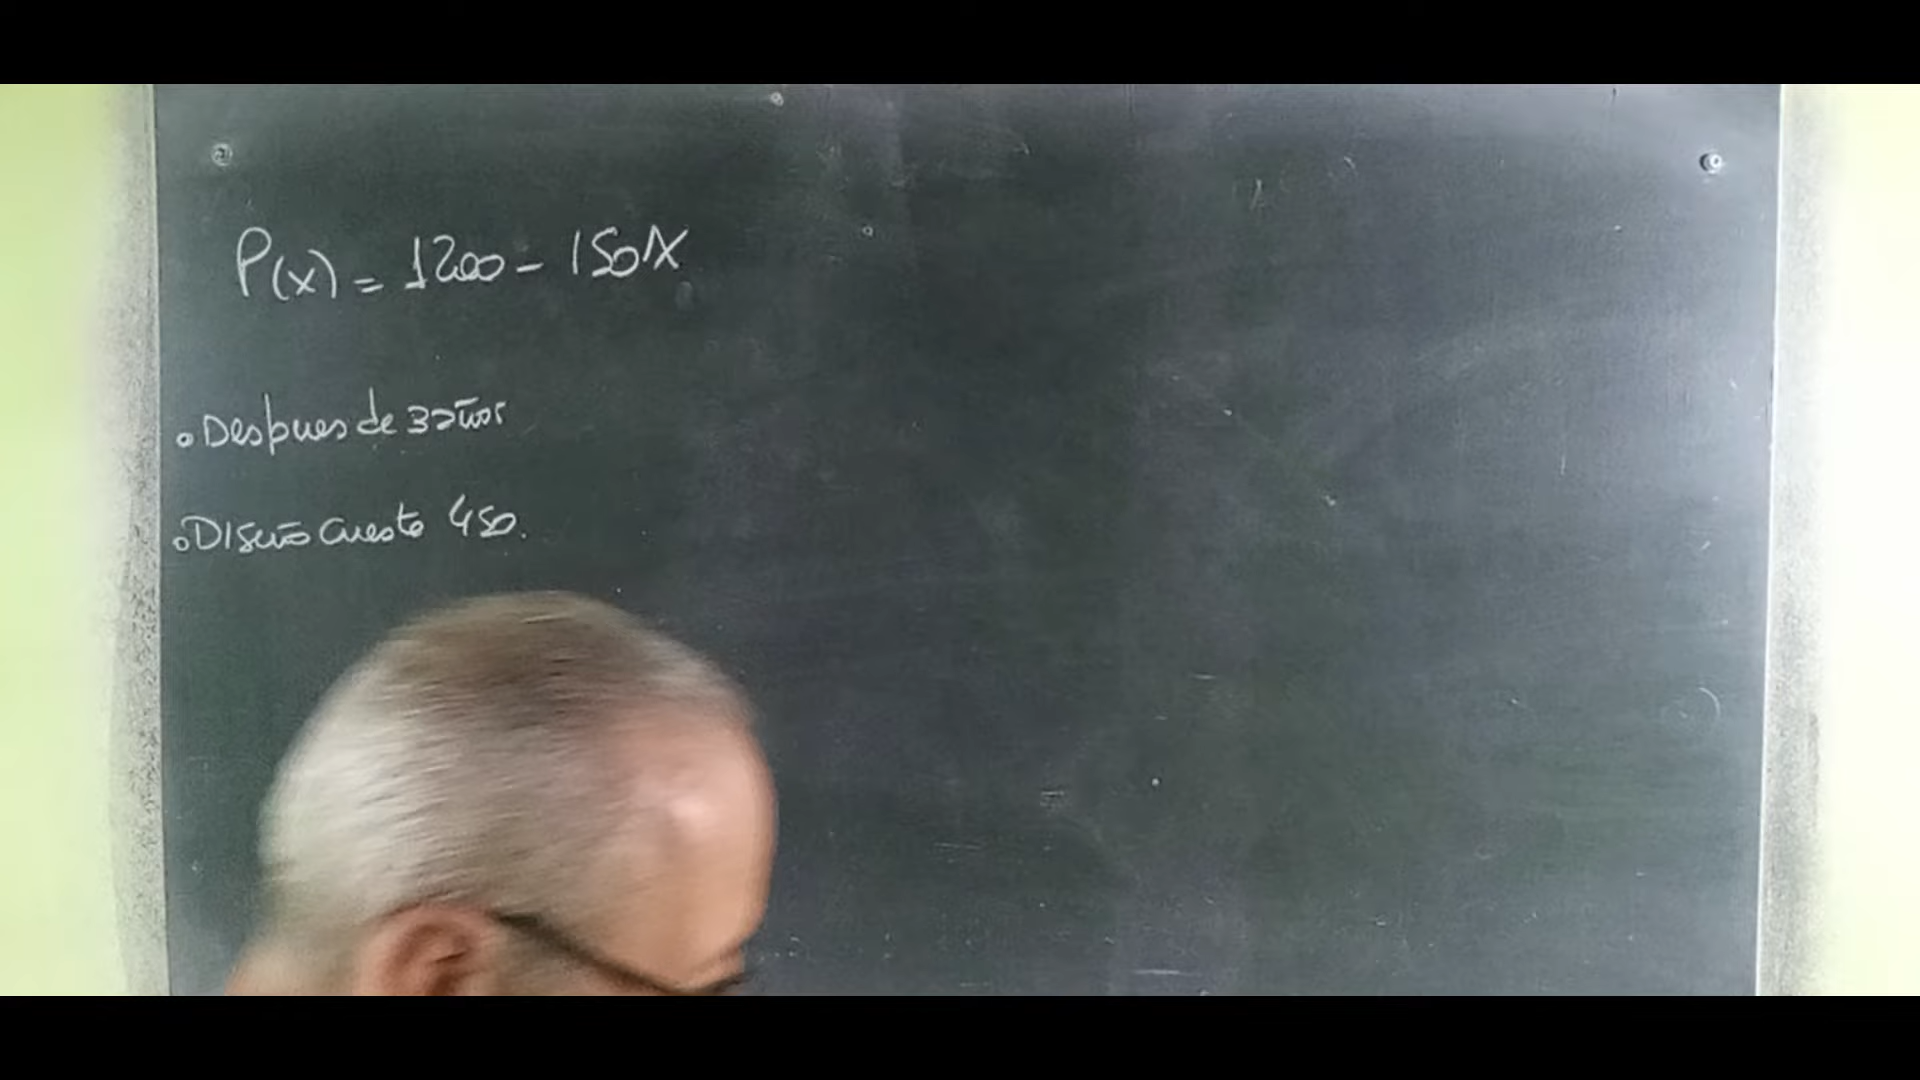 P(x) = 1200 - 150x
• Despues de 3 años
• Diseño cuesta 450.